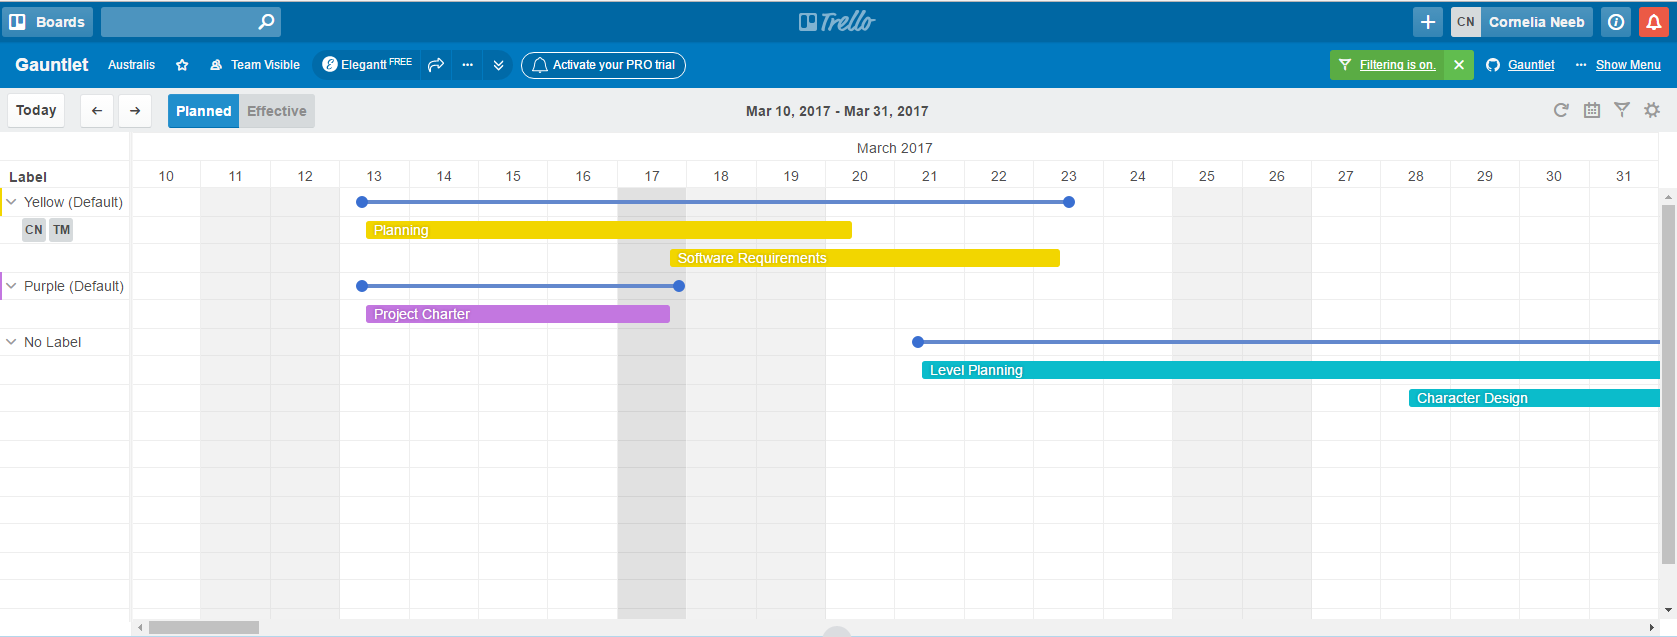 Boards
Trello
CN Cornelia Neeb
Gauntlet Australis Team Visible Elegantt FREE Activate your PRO trial Filtering is on. Gauntlet Show Menu
Today Planned Effective Mar 10, 2017 - Mar 31, 2017
March 2017
Label 10 11 12 13 14 15 16 17 18 19 20 21 22 23 24 25 26 27 28 29 30 31
Yellow (Default)
CN TM Planning
Software Requirements
Purple (Default)
Project Charter
No Label
Level Planning
Character Design